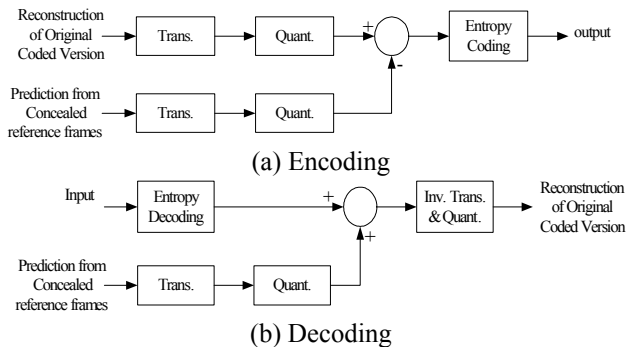 Reconstruction
of Original
Coded Version
Trans.
Quant.
+
-
Entropy
Coding
output
Prediction from
Concealed
reference frames
Trans.
Quant.
(a) Encoding
Input
Entropy
Decoding
+
+
Inv. Trans.
& Quant.
Reconstruction
of Original
Coded Version
Prediction from
Concealed
reference frames
Trans.
Quant.
(b) Decoding